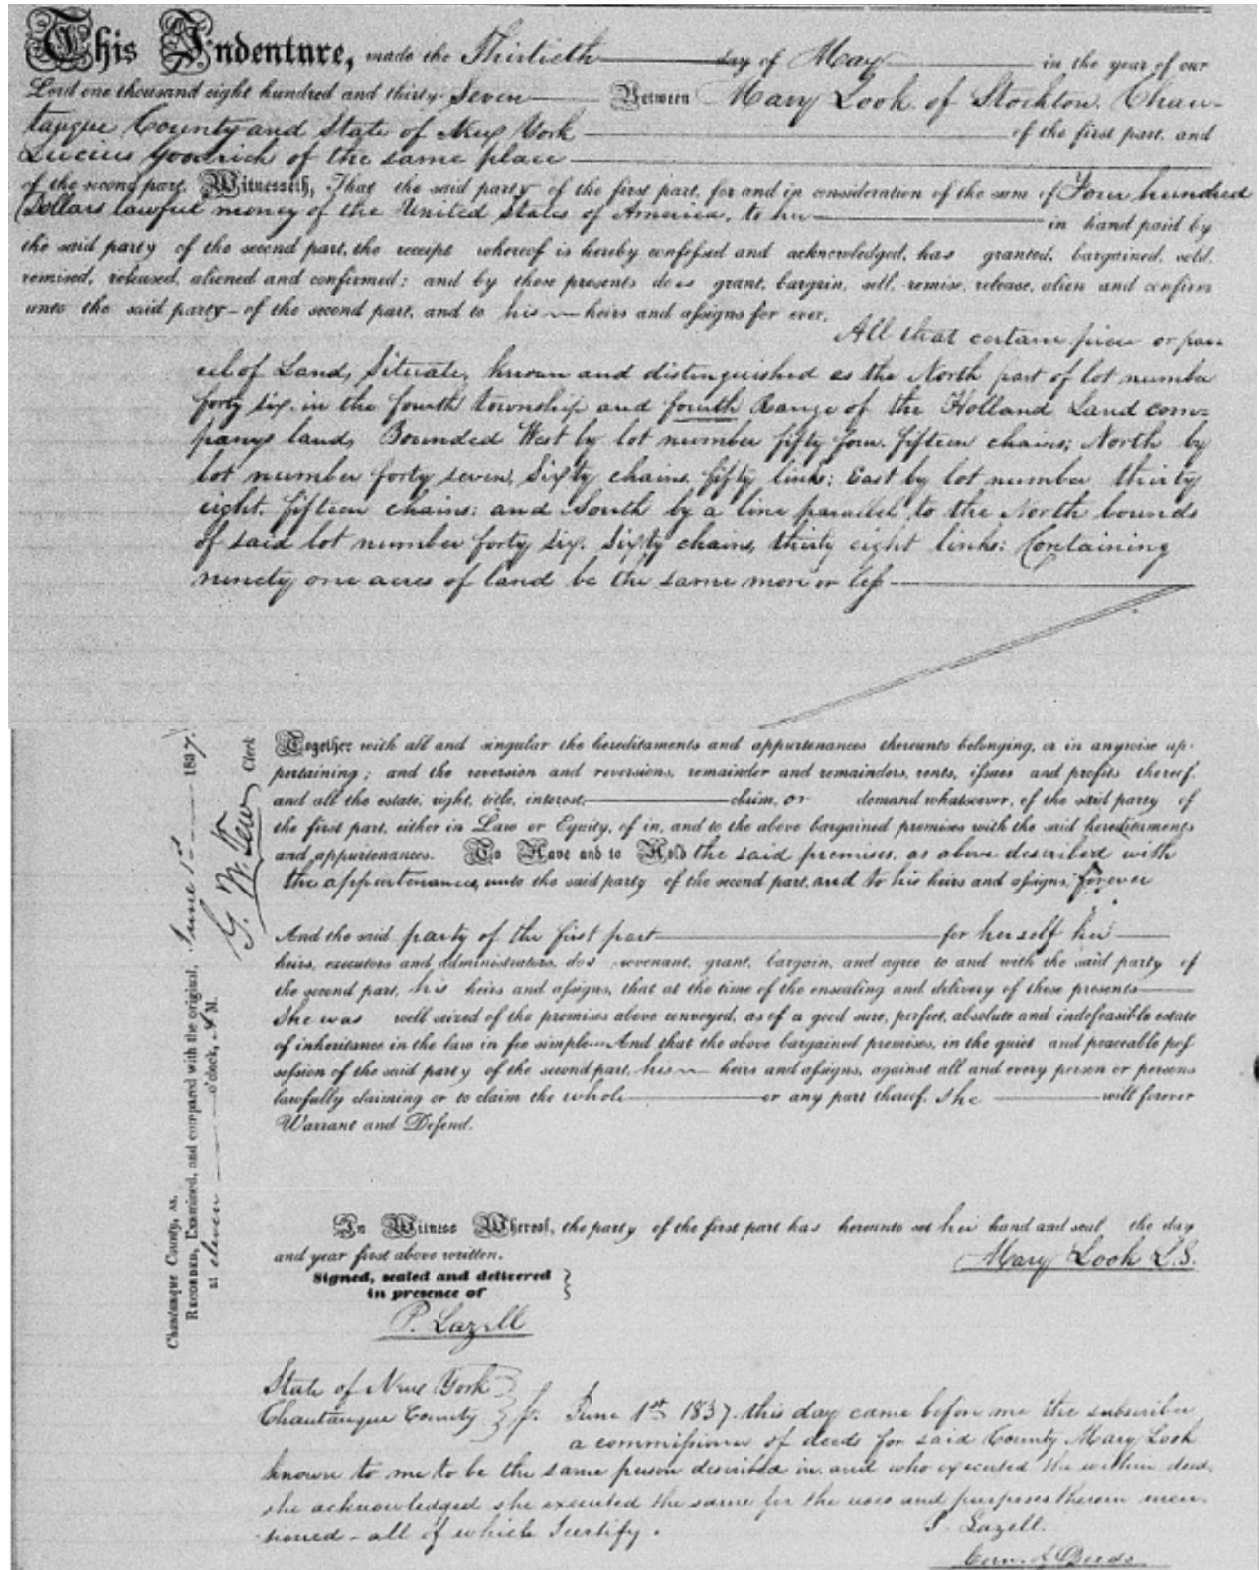 This Indenture, made the Thirtieth day of May in the year of our
Lord one thousand eight hundred and thirty Seven Between Mary Look of Stockton. Chau-
tauque County and State of New York of the first part, and
Lucius Goodrich of the same place
of the second part. Witnesseth, That the said party of the first part, for and in consideration of the sum of Four hundred
Dollars lawful money of the United States of America, to her in hand paid by
the said party of the second part, the receipt whereof is hereby confessed and acknowledged, has granted, bargained, sold,
remised, released, aliened and confirmed; and by these presents does grant, bargain, sell, remise, release, alien and confirm
unto the said party of the second part, and to his heirs and assigns for ever.
All that certain piece or par
cel of Land, Situate, known and distinguished as the North part of lot number
forty six. in the fourth township and fourth Range of the Holland Land com-
panys land, Bounded West by lot number fifty four. fifteen chains; North by
lot number forty seven, Sixty chains, fifty links; East by lot number thirty
eight, fifteen chains; and South by a line parallel to the North bounds
of said lot number forty six. Sixty chains, thirty eight links: Containing
ninety one acres of land be the same more or less
Together with all and singular the hereditaments and appurtenances thereunto belonging, or in anywise ap-
pertaining; and the reversion and reversions, remainder and remainders, rents, issues and profits thereof,
and all the estate, right, title, interest, claim, or demand whatsoever, of the said party of
the first part, either in Law or Equity, of in, and to the above bargained premises with the said hereditaments
and appurtenances. To Have and to Hold the said premises, as above described with
the appurtenances, unto the said party of the second part, and to his heirs and assigns, forever
And the said party of the first part for herself her
heirs, executors and administrators, does covenant, grant, bargain, and agree to and with the said party of
the second part, his heirs and assigns, that at the time of the ensealing and delivery of these presents
She was well seized of the premises above conveyed, as of a good sure, perfect, absolute and indefeasible estate
of inheritance in the law in fee simple. And that the above bargained premises, in the quiet and peaceable pos
session of the said party of the second part, his heirs and assigns, against all and every person or persons
lawfully claiming or to claim the whole or any part thereof, She will forever
Warrant and Defend.
In Witness Whereof, the party of the first part has hereunto set her hand and seal the day
and year first above written.
Mary Look L.S.
Signed, sealed and delivered
in presence of
P. Lazell
State of New York
Chautauque County ss. June 1st 1837. this day came before me the subscriber
a commissioner of deeds for said County Mary Look
known to me to be the same person described in, and who executed the within deed,
she acknowledged she executed the same for the uses and purposes therein men-
tioned - all of which I certify.
P. Lazell.
Com. of Deeds
Chautauque County, ss.
RECORDED, Examined, and compared with the original, June 1st 1837.
at eleven o'clock, A M.
G. W. Tew Clerk